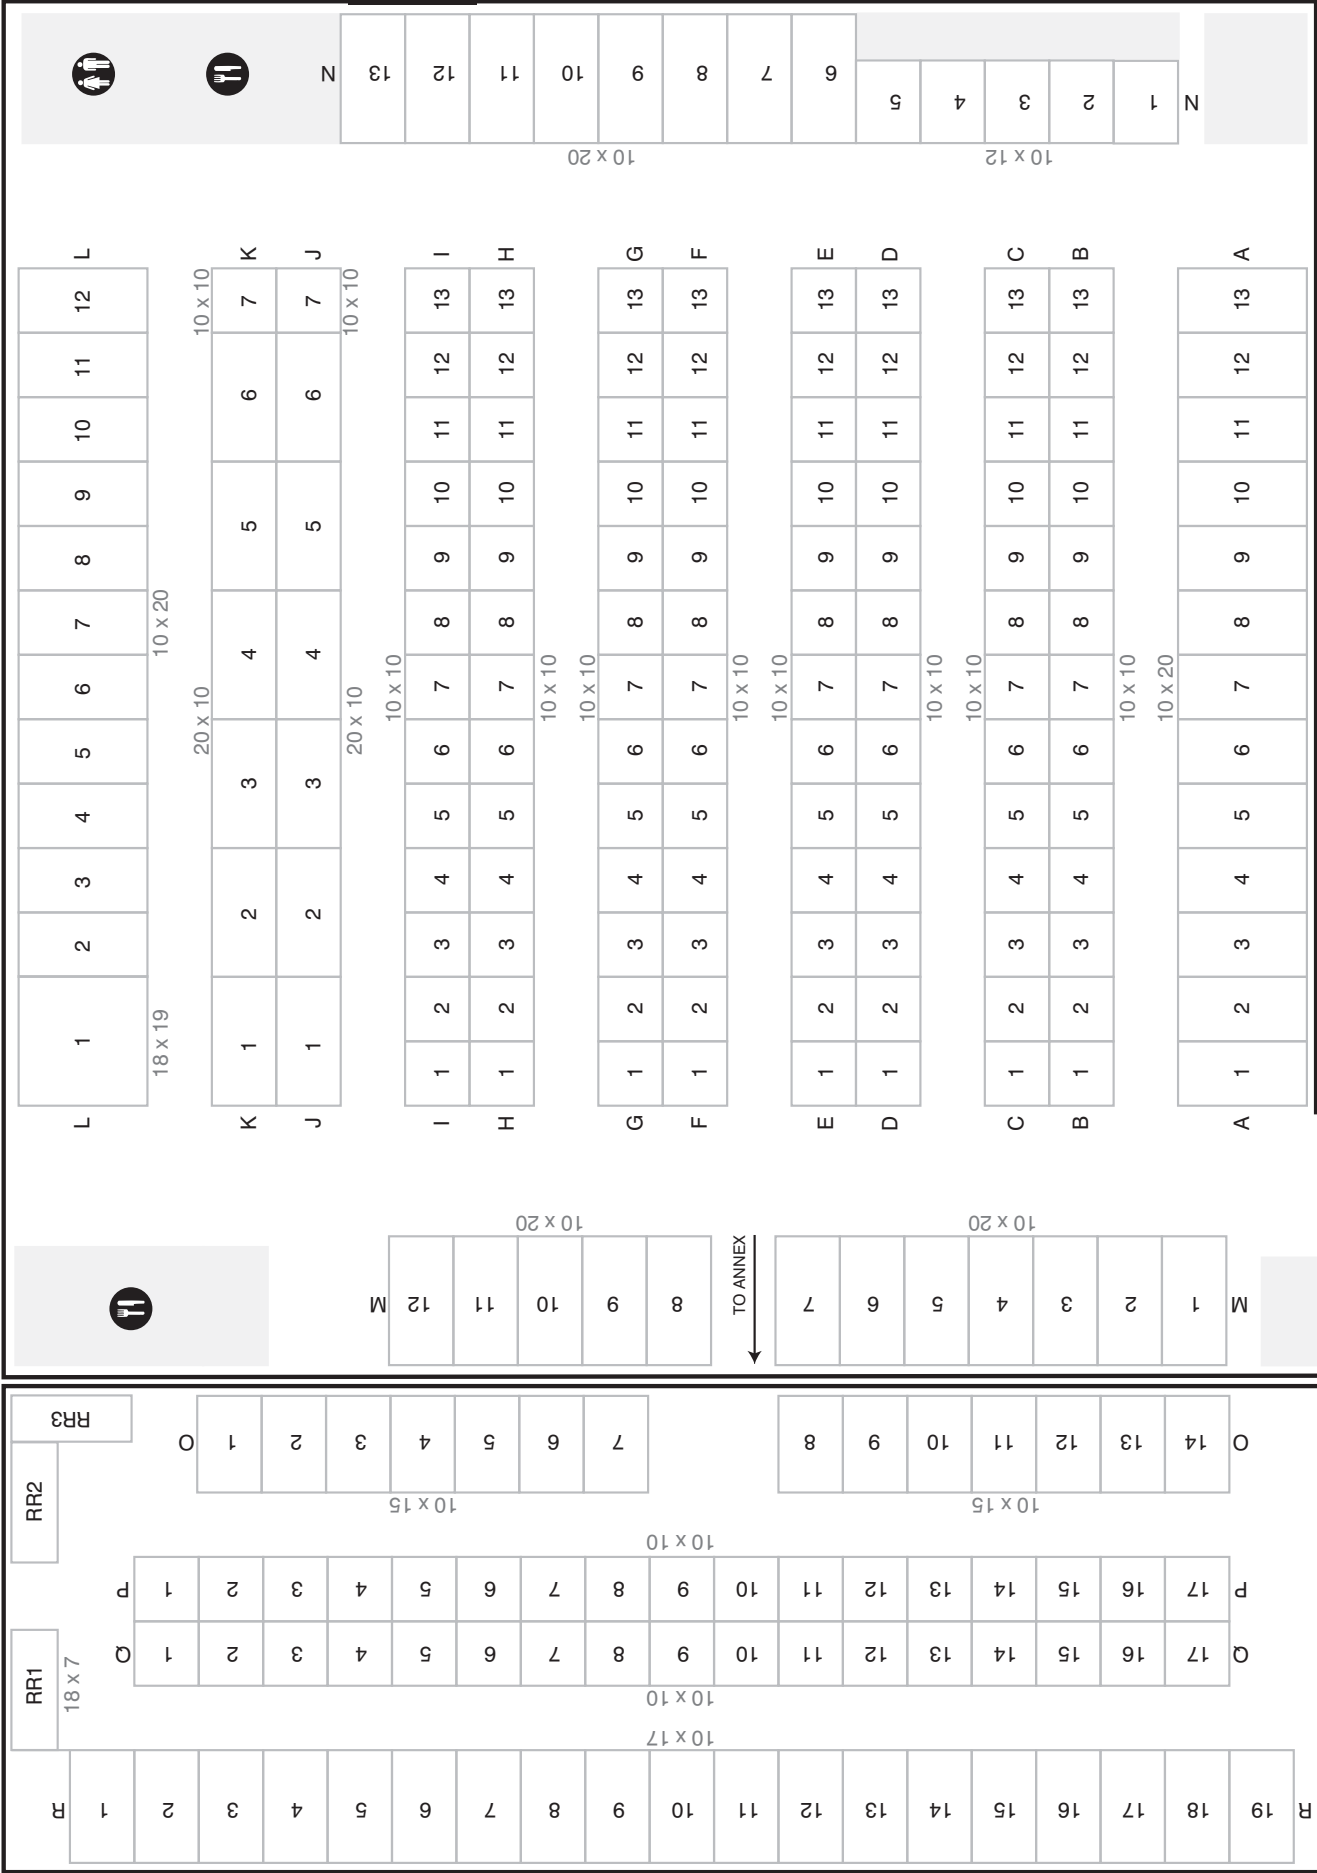 N 13 12 11 10 9 8 7 6 5 4 3 2 1 N
10 x 20 10 x 12
L K J I H G F E D C B A
10 x 10 10 x 10
12 7 7 13 13 13 13 13 13 13 13 13
11 12 12 12 12 12 12 12 12 12
6 6
10 11 11 11 11 11 11 11 11 11
9 10 10 10 10 10 10 10 10 10
5 5
8 9 9 9 9 9 9 9 9 9
7 8 8 8 8 8 8 8 8 8
10 x 20
4 4
6 7 7 7 7 7 7 7 7 7
20 x 10 20 x 10 10 x 10 10 x 10 10 x 10 10 x 10 10 x 10 10 x 10 10 x 10 10 x 10 10 x 20
5 6 6 6 6 6 6 6 6 6
3 3
4 5 5 5 5 5 5 5 5 5
3 4 4 4 4 4 4 4 4 4
2 2
2 3 3 3 3 3 3 3 3 3
2 2 2 2 2 2 2 2 2
1 1 1
18 x 19
1 1 1 1 1 1 1 1 1
L K J I H G F E D C B A
10 x 20 10 x 20
M 12 11 10 9 8
TO ANNEX
7 6 5 4 3 2 1 M
RR3
O 1 2 3 4 5 6 7
8 9 10 11 12 13 14 O
10 x 15 10 x 15
RR2
10 x 10
P 1 2 3 4 5 6 7 8 9 10 11 12 13 14 15 16 17 P
Q 1 2 3 4 5 6 7 8 9 10 11 12 13 14 15 16 17 Q
10 x 10
RR1
18 x 7
10 x 17
R 1 2 3 4 5 6 7 8 9 10 11 12 13 14 15 16 17 18 19 R